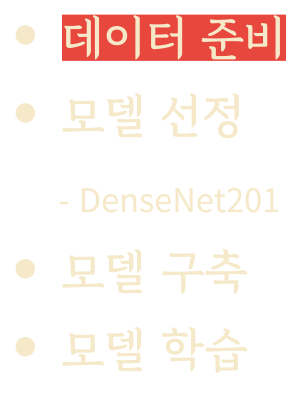 • 데이터 준비
• 모델 선정
- DenseNet201
• 모델 구축
• 모델 학습